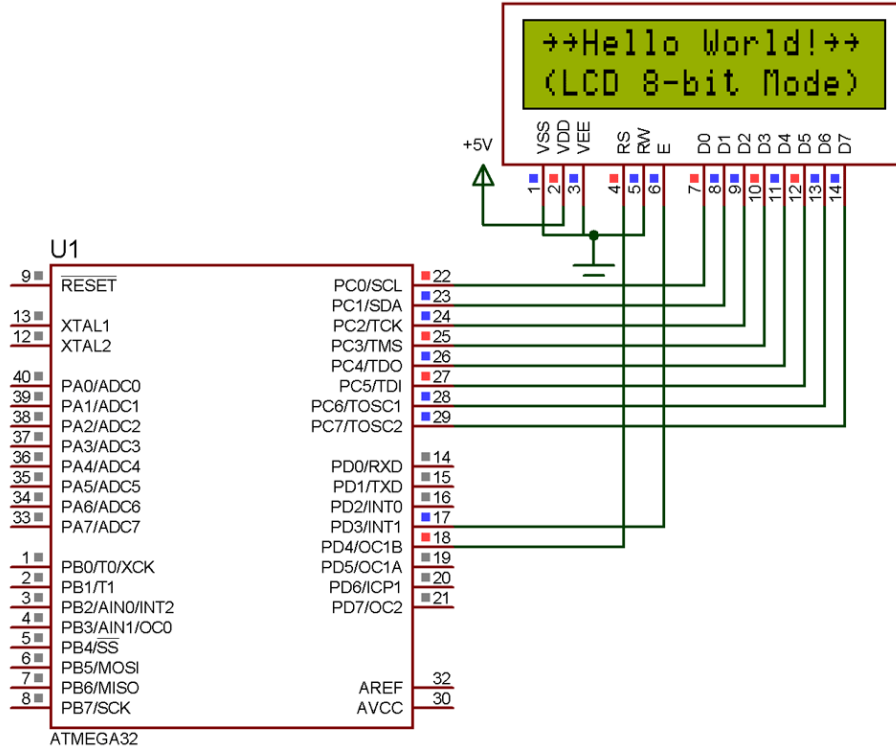 →→Hello World!→→
(LCD 8-bit Mode)
+5V
VSS VDD VEE RS RW E D0 D1 D2 D3 D4 D5 D6 D7
1 2 3 4 5 6 7 8 9 10 11 12 13 14
U1
9 RESET PC0/SCL 22
PC1/SDA 23
13 XTAL1 PC2/TCK 24
12 XTAL2 PC3/TMS 25
PC4/TDO 26
40 PA0/ADC0 PC5/TDI 27
39 PA1/ADC1 PC6/TOSC1 28
38 PA2/ADC2 PC7/TOSC2 29
37 PA3/ADC3
36 PA4/ADC4 PD0/RXD 14
35 PA5/ADC5 PD1/TXD 15
34 PA6/ADC6 PD2/INT0 16
33 PA7/ADC7 PD3/INT1 17
PD4/OC1B 18
1 PB0/T0/XCK PD5/OC1A 19
2 PB1/T1 PD6/ICP1 20
3 PB2/AIN0/INT2 PD7/OC2 21
4 PB3/AIN1/OC0
5 PB4/SS
6 PB5/MOSI
7 PB6/MISO AREF 32
8 PB7/SCK AVCC 30
ATMEGA32